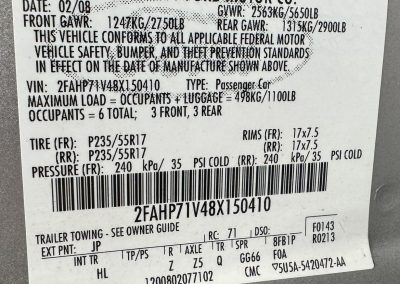 MOTOR CO.
DATE: 02/08 GVWR: 2563KG/5650LB
FRONT GAWR: 1247KG/2750LB REAR GAWR: 1315KG/2900LB
THIS VEHICLE CONFORMS TO ALL APPLICABLE FEDERAL MOTOR
VEHICLE SAFETY, BUMPER, AND THEFT PREVENTION STANDARDS
IN EFFECT ON THE DATE OF MANUFACTURE SHOWN ABOVE.
VIN: 2FAHP71V48X150410 TYPE: Passenger Car
MAXIMUM LOAD = OCCUPANTS + LUGGAGE = 498KG/1100LB
OCCUPANTS = 6 TOTAL; 3 FRONT, 3 REAR
TIRE (FR): P235/55R17 RIMS (FR): 17x7.5
(RR): P235/55R17 (RR): 17x7.5
PRESSURE (FR): 240 kPa/ 35 PSI COLD (RR): 240 kPa/ 35 PSI COLD
2FAHP71V48X150410
TRAILER TOWING - SEE OWNER GUIDE RC: 71 DSO: F0143
EXT PNT: JP R0213
INT TR TP/PS R AXLE TR SPR 8FB1P
HL Z Z5 Q GG66 F0A
1200802077102 CMC ▽5U5A-5420472-AA